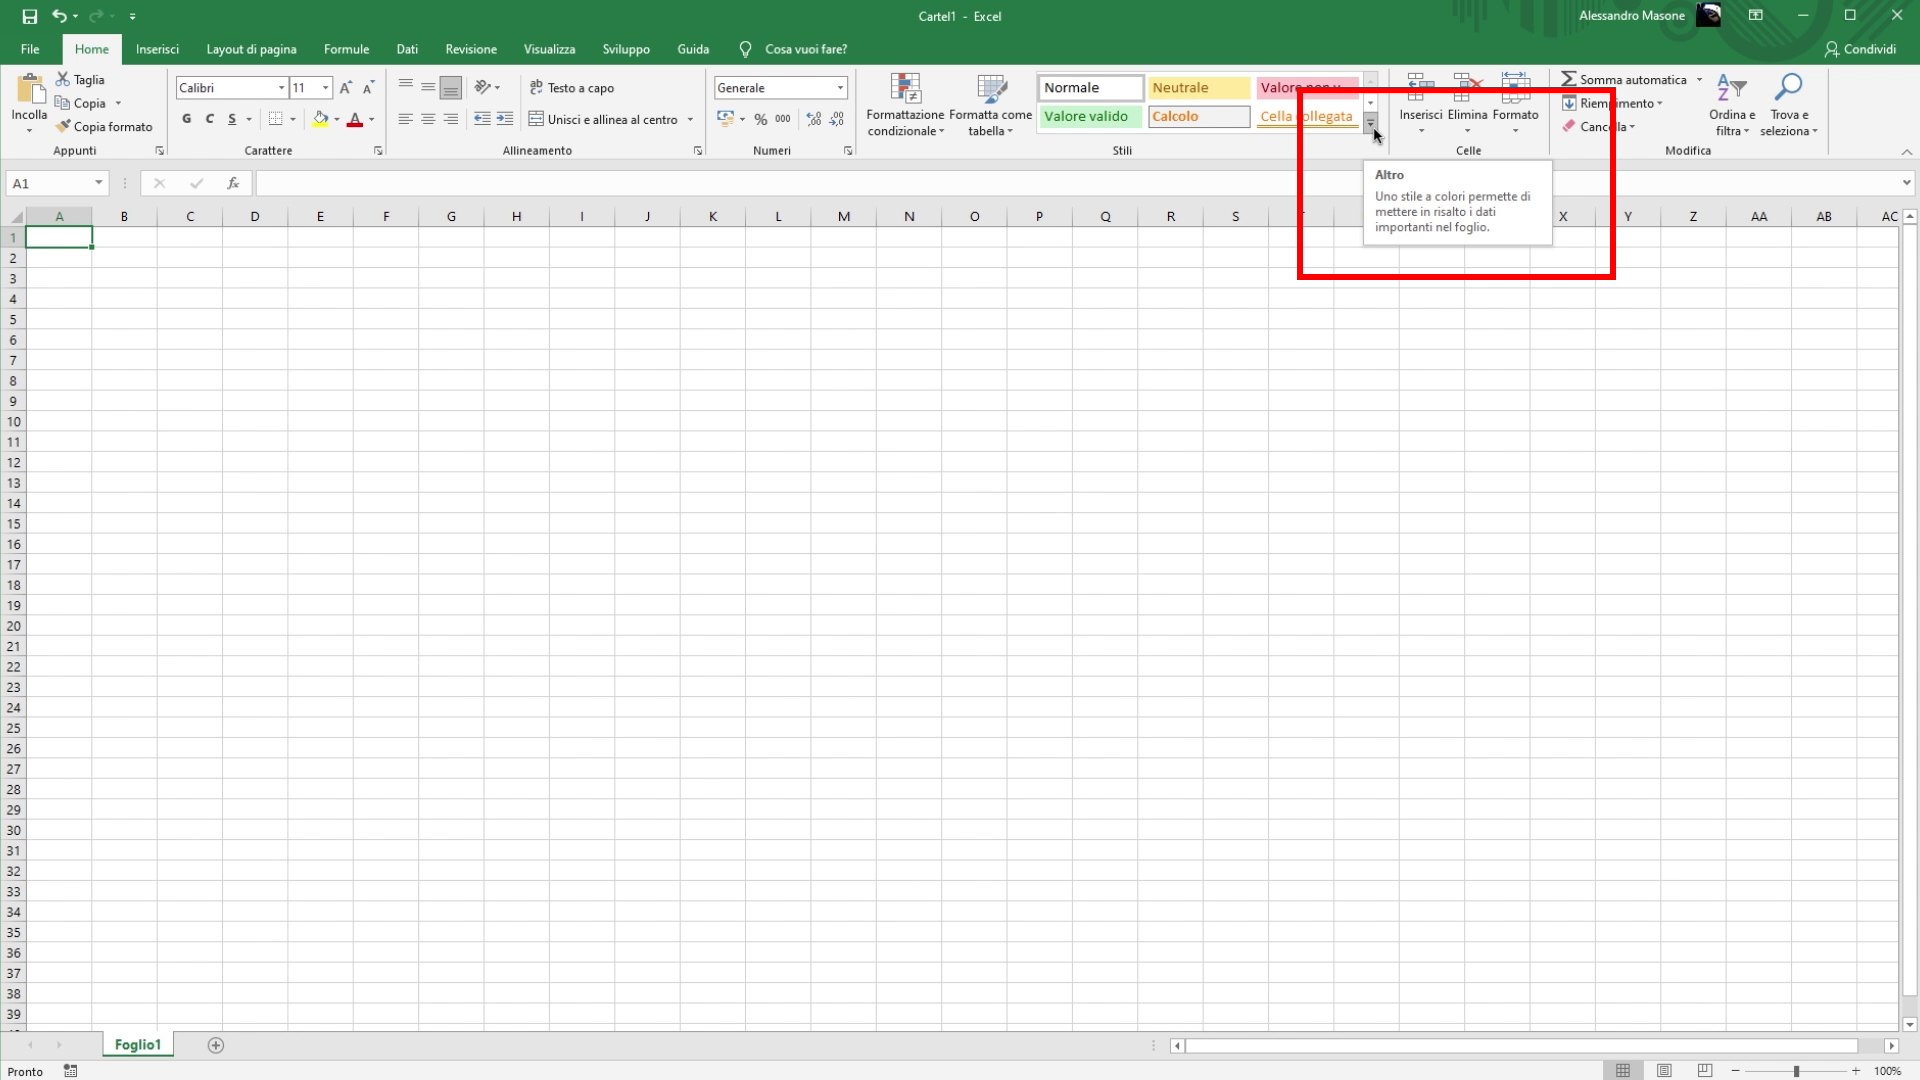 Cartel1 - Excel
Alessandro Masone
File
Home
Inserisci
Layout di pagina
Formule
Dati
Revisione
Visualizza
Sviluppo
Guida
Cosa vuoi fare?
Condividi
Incolla
Taglia
Copia
Copia formato
Appunti
Calibri
11
A A
G C S
A
Carattere
ab Testo a capo
Unisci e allinea al centro
Allineamento
Generale
% 000
Numeri
Formattazione
condizionale
Formatta come
tabella
Normale
Neutrale
Valore non v
Valore valido
Calcolo
Cella collegata
Stili
Inserisci
Elimina
Formato
Celle
Somma automatica
Riempimento
Cancella
Ordina e
filtra
Trova e
seleziona
Modifica
A1
fx
Altro
Uno stile a colori permette di
mettere in risalto i dati
importanti nel foglio.
A B C D E F G H I J K L M N O P Q R S X Y Z AA AB AC
1
2
3
4
5
6
7
8
9
10
11
12
13
14
15
16
17
18
19
20
21
22
23
24
25
26
27
28
29
30
31
32
33
34
35
36
37
38
39
Foglio1
Pronto
100%